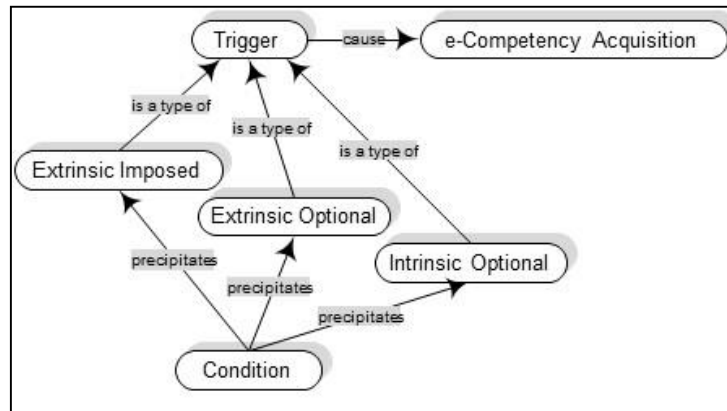 Trigger
cause
e-Competency Acquisition
is a type of
is a type of
is a type of
Extrinsic Imposed
Extrinsic Optional
Intrinsic Optional
precipitates
precipitates
precipitates
Condition